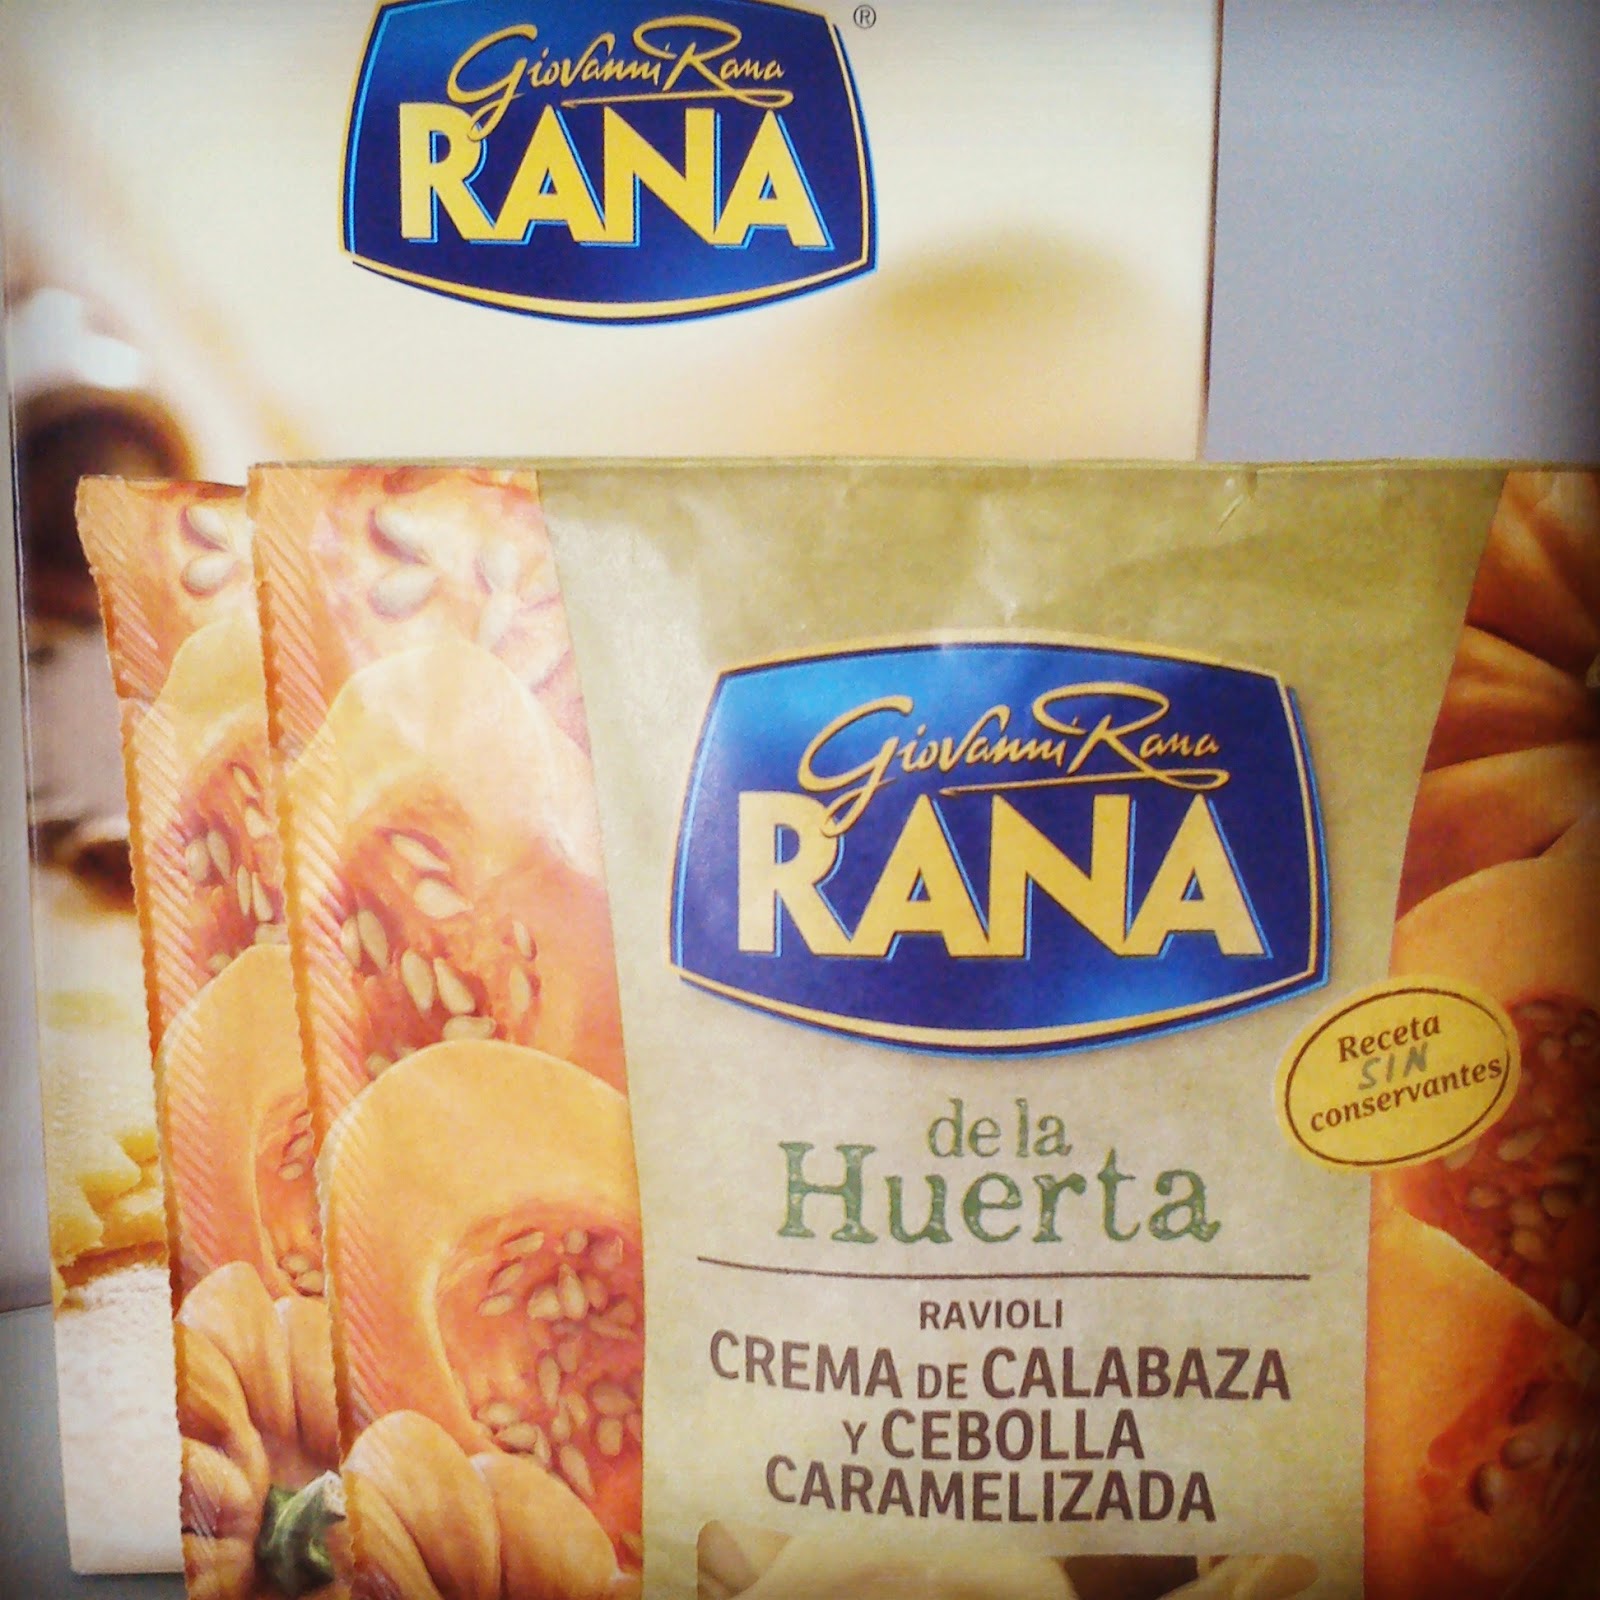 Giovanni Rana
RANA
®
Giovanni Rana
RANA
Receta
SIN
conservantes
de la
Huerta
RAVIOLI
CREMA DE CALABAZA
Y CEBOLLA
CARAMELIZADA